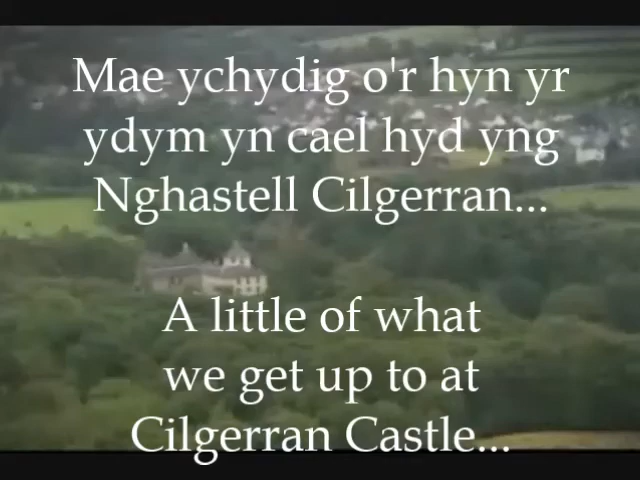 Mae ychydig o'r hyn yr
ydym yn cael hyd yng
Nghastell Cilgerran...
A little of what
we get up to at
Cilgerran Castle...